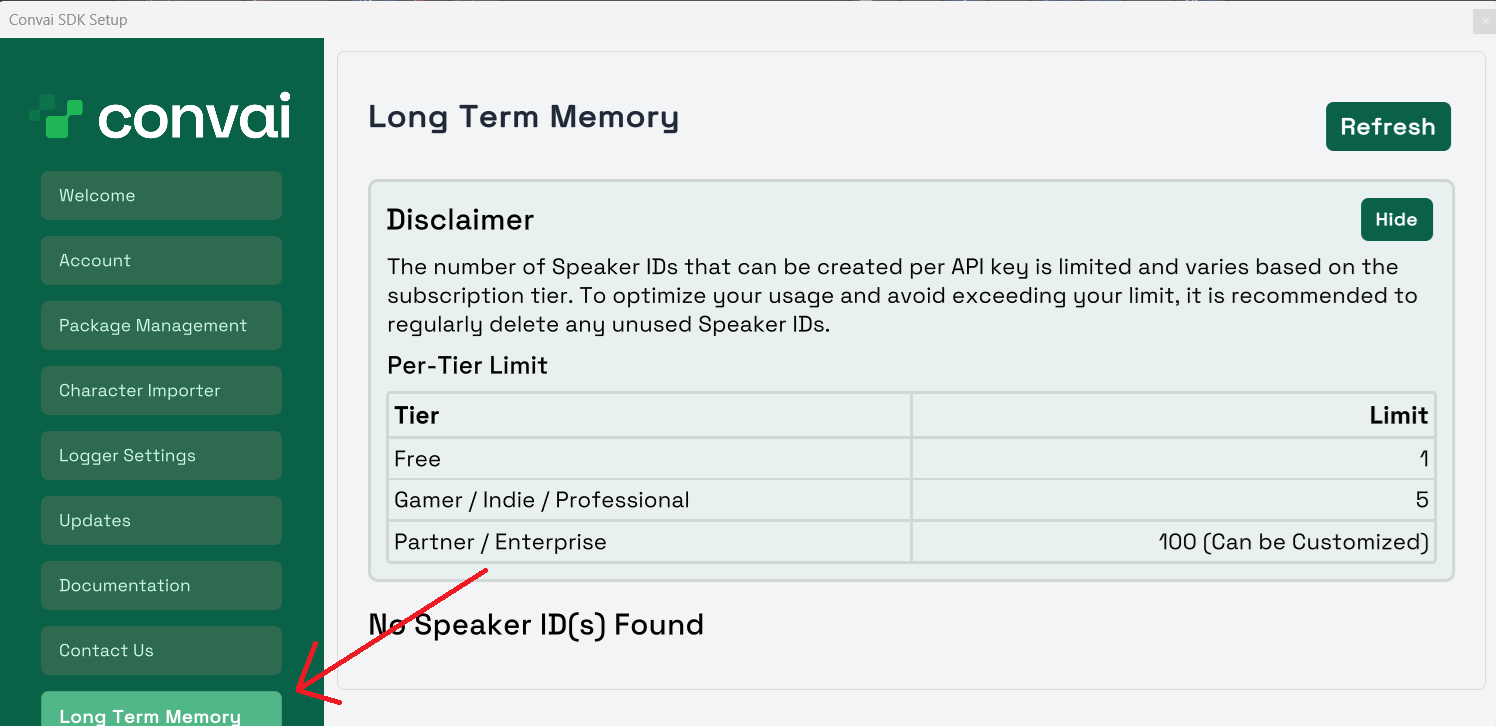 Convai SDK Setup
convai
Welcome
Account
Package Management
Character Importer
Logger Settings
Updates
Documentation
Contact Us
Long Term Memory
Long Term Memory
Refresh
Disclaimer
Hide
The number of Speaker IDs that can be created per API key is limited and varies based on the
subscription tier. To optimize your usage and avoid exceeding your limit, it is recommended to
regularly delete any unused Speaker IDs.
Per-Tier Limit
Tier Limit
Free 1
Gamer / Indie / Professional 5
Partner / Enterprise 100 (Can be Customized)
No Speaker ID(s) Found